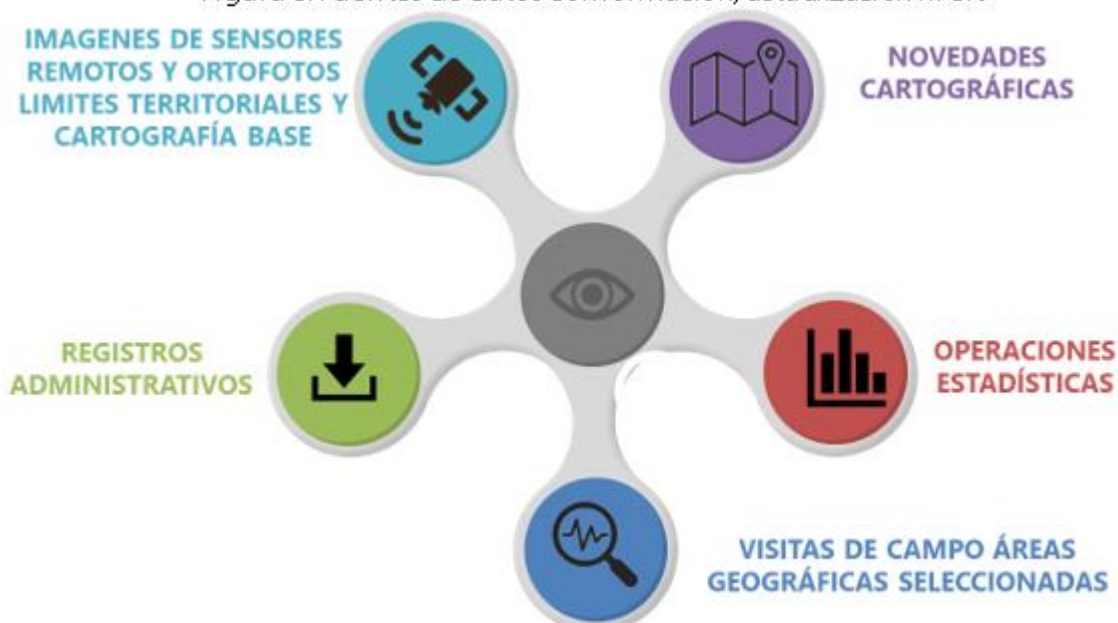 IMAGENES DE SENSORES
REMOTOS Y ORTOFOTOS
LIMITES TERRITORIALES Y
CARTOGRAFÍA BASE
NOVEDADES
CARTOGRÁFICAS
REGISTROS
ADMINISTRATIVOS
OPERACIONES
ESTADÍSTICAS
VISITAS DE CAMPO ÁREAS
GEOGRÁFICAS SELECCIONADAS